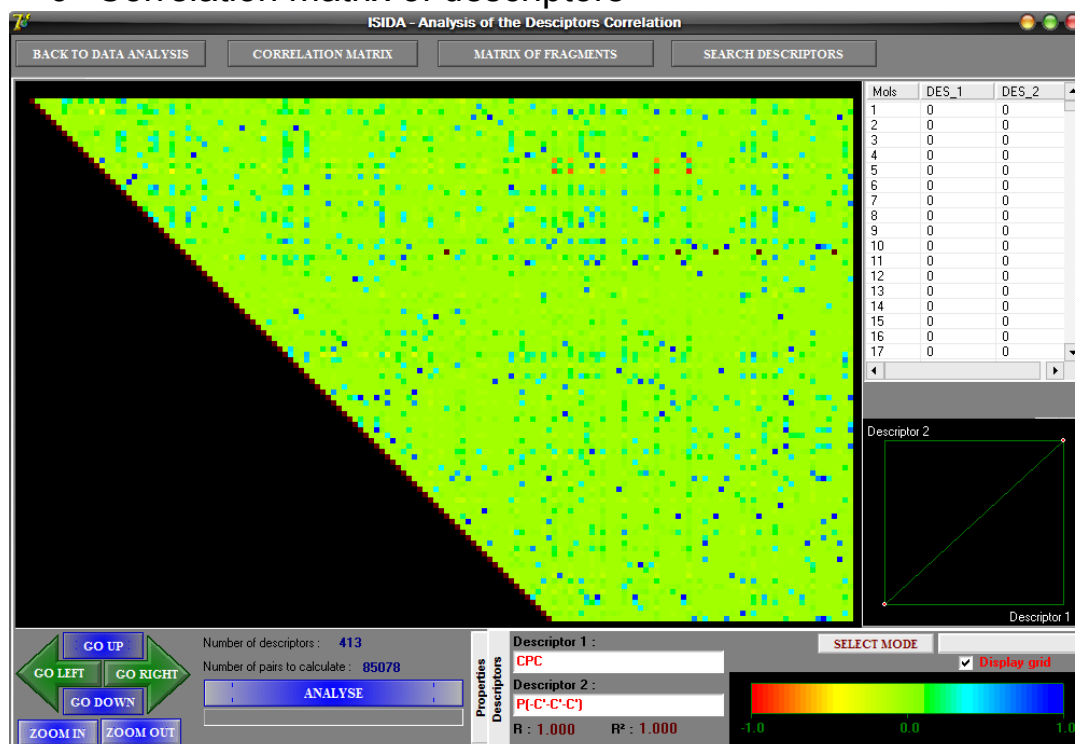 Correlation matrix of descriptors
ISIDA - Analysis of the Desciptors Correlation
BACK TO DATA ANALYSIS CORRELATION MATRIX MATRIX OF FRAGMENTS SEARCH DESCRIPTORS
Mols DES_1 DES_2
1 0 0
2 0 0
3 0 0
4 0 0
5 0 0
6 0 0
7 0 0
8 0 0
9 0 0
10 0 0
11 0 0
12 0 0
13 0 0
14 0 0
15 0 0
16 0 0
17 0 0
Descriptor 2
Descriptor 1
GO UP
GO LEFT GO RIGHT
GO DOWN
ZOOM IN ZOOM OUT
Number of descriptors : 413
Number of pairs to calculate : 85078
ANALYSE
Properties
Descriptors
Descriptor 1 :
CPC
Descriptor 2 :
P(-C'-C'-C')
R : 1.000 R² : 1.000
SELECT MODE
Display grid
-1.0 0.0 1.0